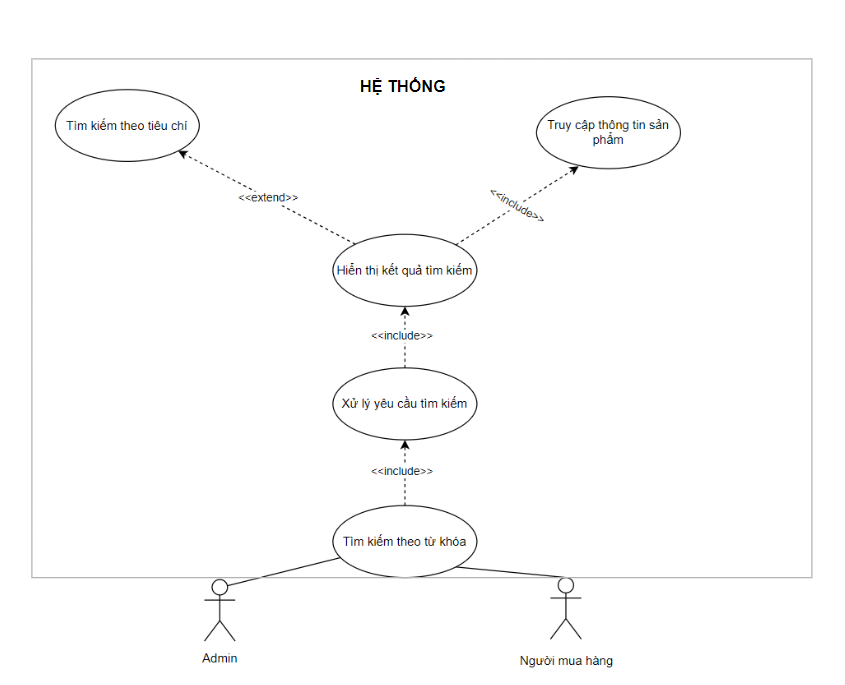 HỆ THỐNG
Tìm kiếm theo tiêu chí
Truy cập thông tin sản
phẩm
<<extend>>
<<include>>
Hiển thị kết quả tìm kiếm
<<include>>
Xử lý yêu cầu tìm kiếm
<<include>>
Tìm kiếm theo từ khóa
Admin
Người mua hàng